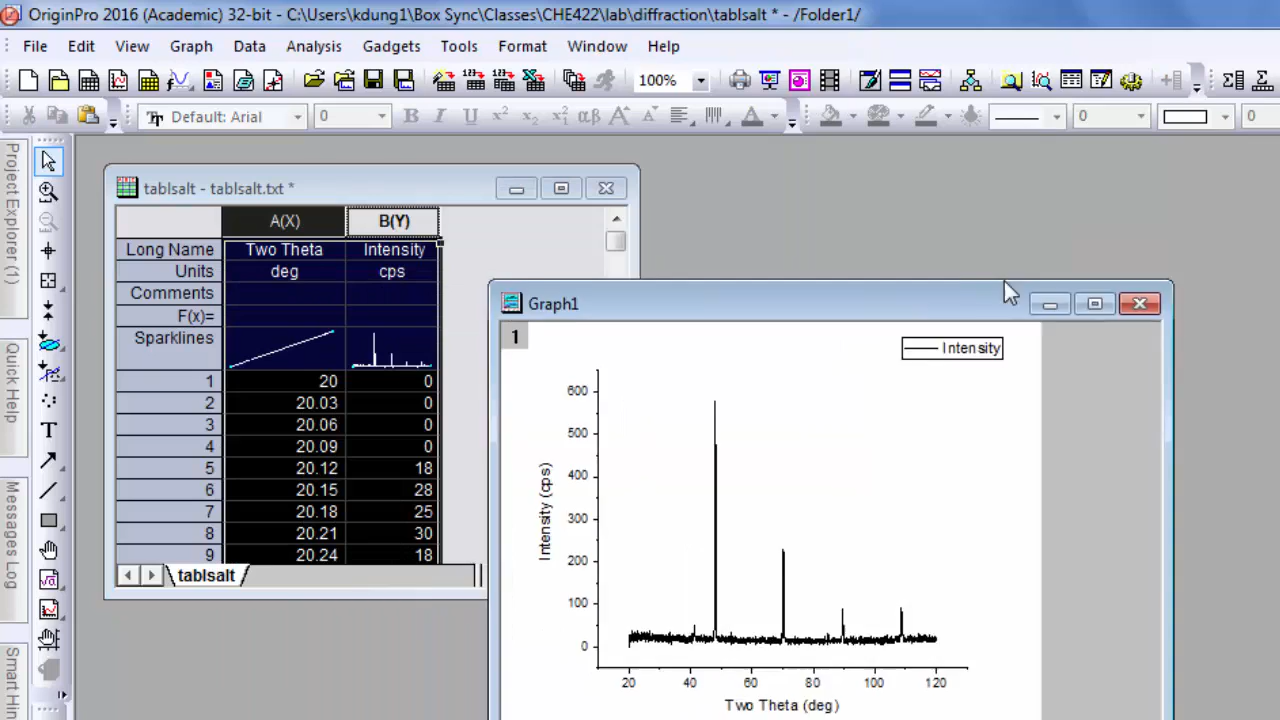 OriginPro 2016 (Academic) 32-bit - C:\Users\kdung1\Box Sync\Classes\CHE422\lab\diffraction\tablsalt * - /Folder1/
File Edit View Graph Data Analysis Gadgets Tools Format Window Help
100%
Default: Arial 0 B I U x² x₂ αβ A A A 0 0
Project Explorer (1)
Quick Help
Messages Log
Smart Hin
tablsalt - tablsalt.txt *
A(X) B(Y)
Long Name Two Theta Intensity
Units deg cps
Comments
F(x)=
Sparklines
1 20 0
2 20.03 0
3 20.06 0
4 20.09 0
5 20.12 18
6 20.15 28
7 20.18 25
8 20.21 30
9 20.24 18
tablsalt
Graph1
1
Intensity
600
500
400
300
200
100
0
Intensity (cps)
20 40 60 80 100 120
Two Theta (deg)